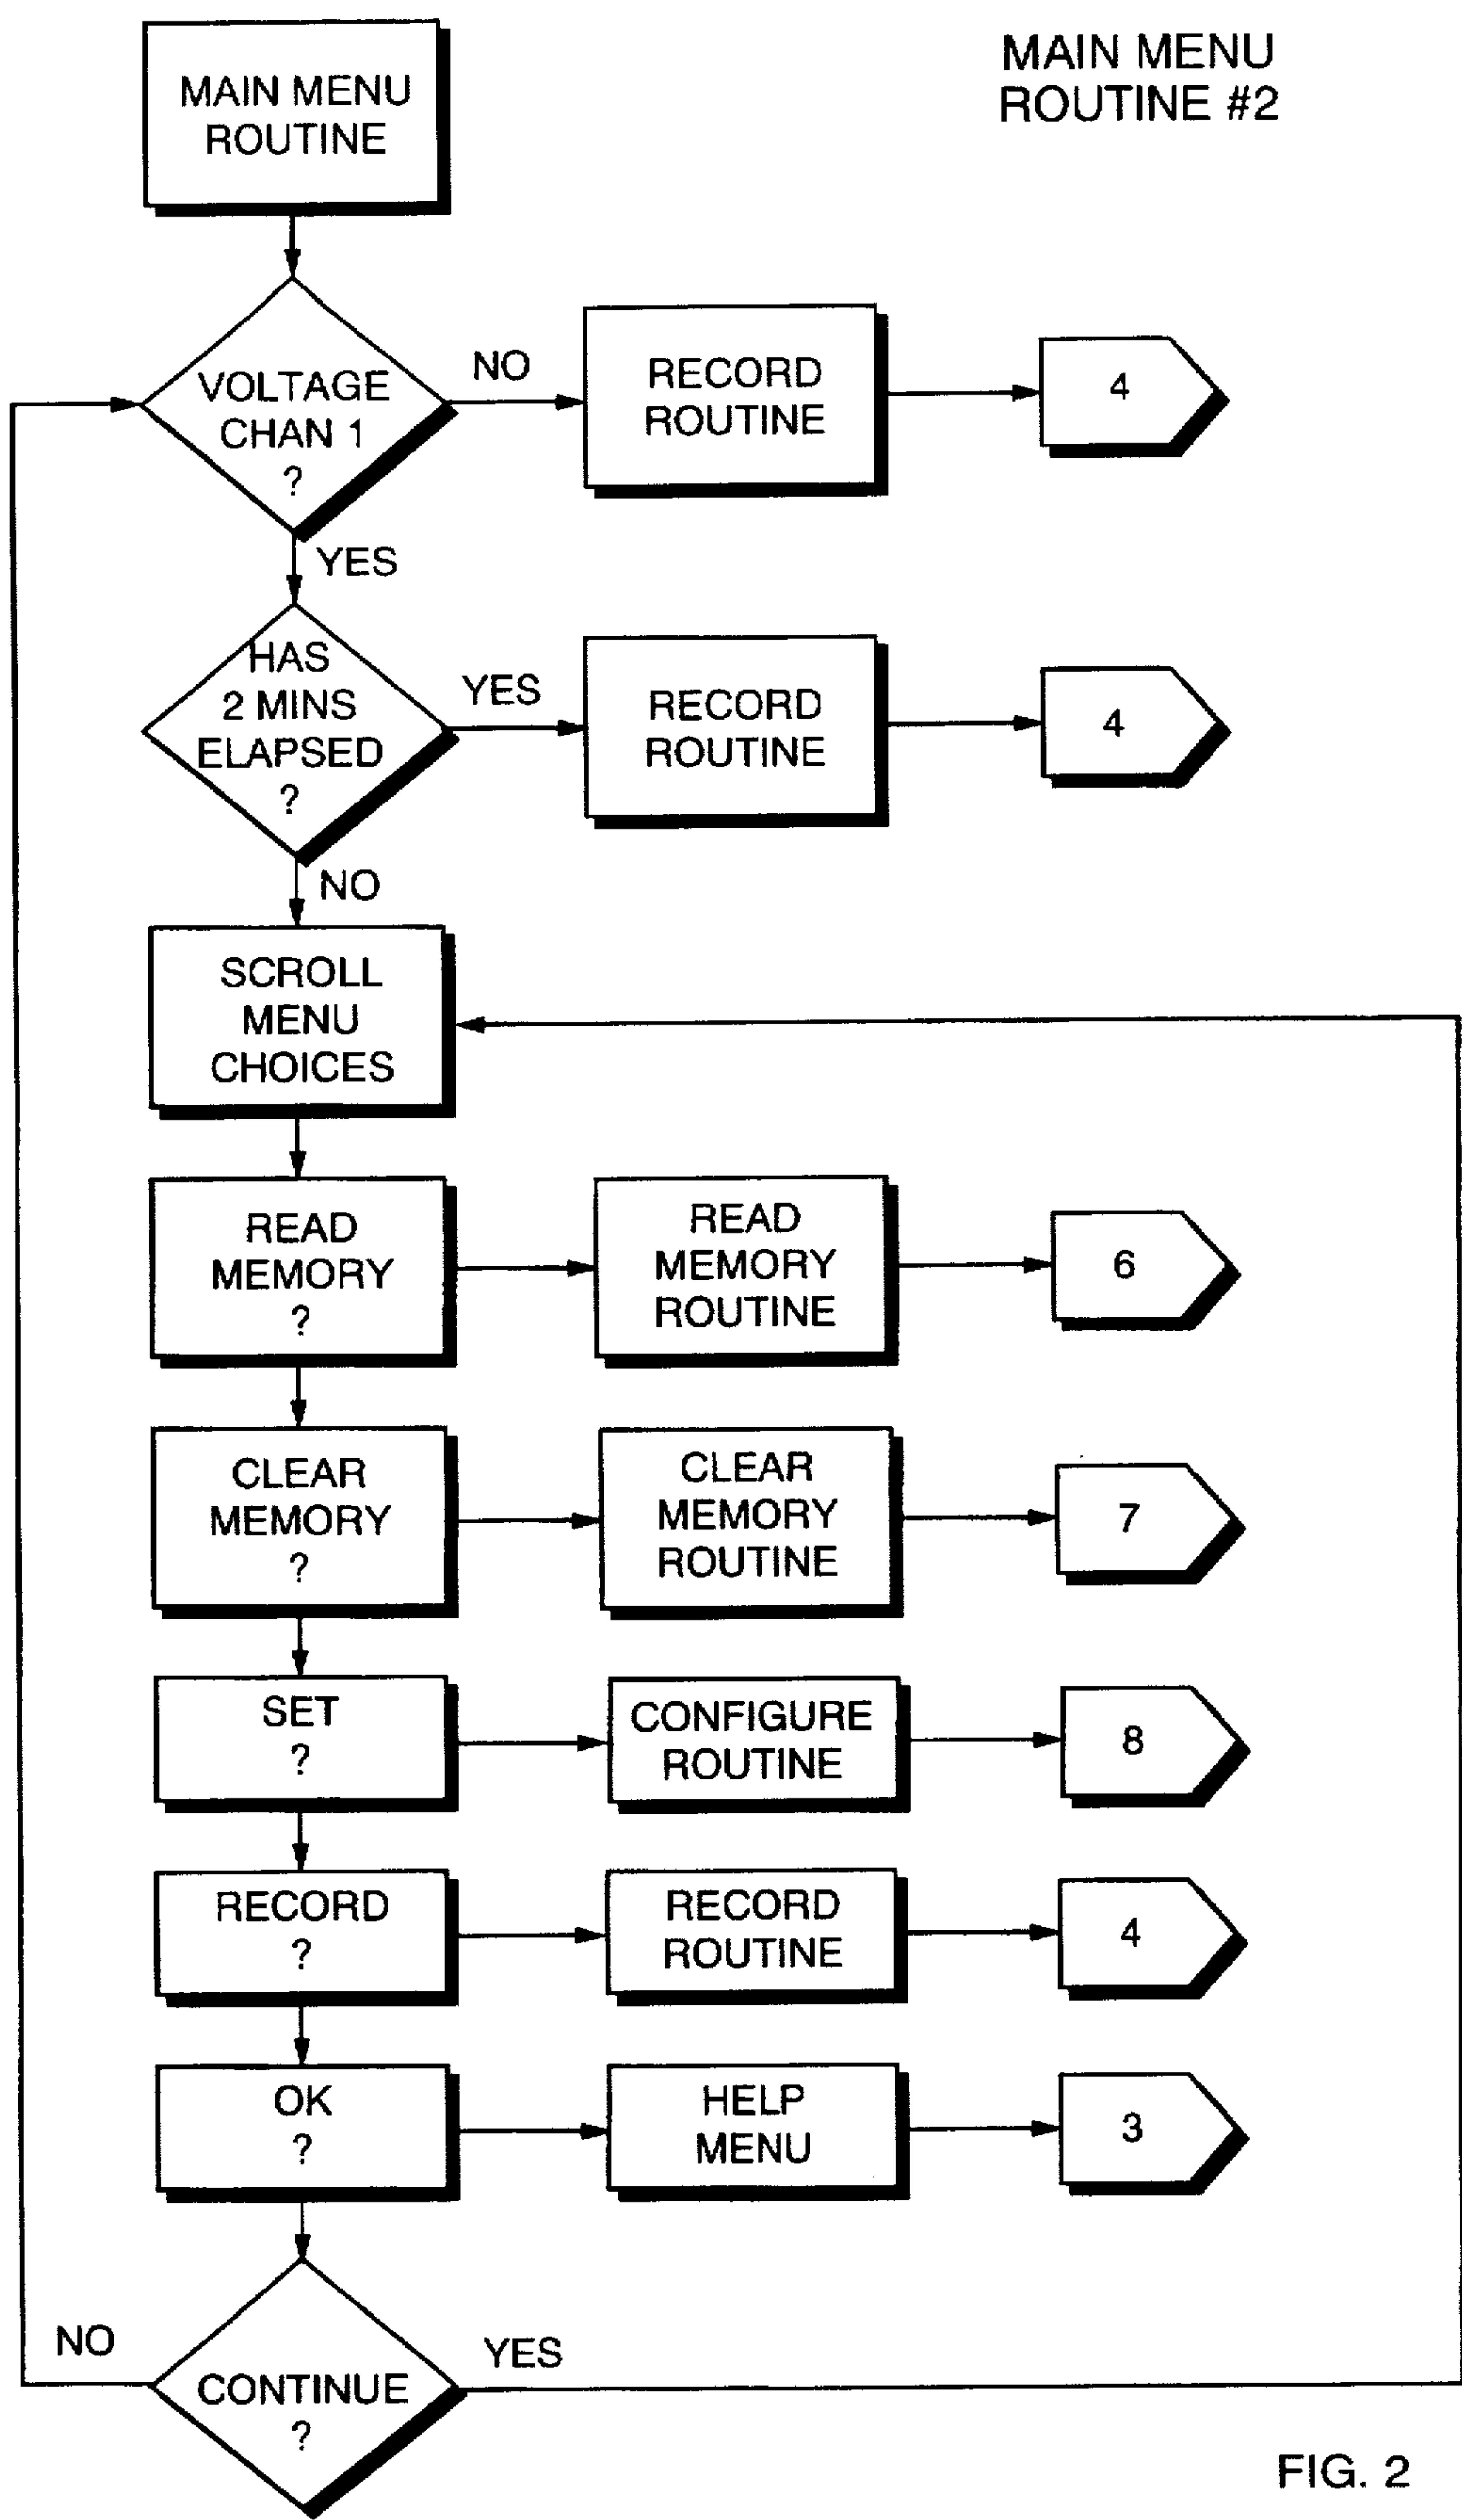 MAIN MENU
ROUTINE #2
MAIN MENU
ROUTINE
VOLTAGE
CHAN 1
?
NO
RECORD
ROUTINE
4
YES
HAS
2 MINS
ELAPSED
?
YES
RECORD
ROUTINE
4
NO
SCROLL
MENU
CHOICES
READ
MEMORY
?
READ
MEMORY
ROUTINE
6
CLEAR
MEMORY
?
CLEAR
MEMORY
ROUTINE
7
SET
?
CONFIGURE
ROUTINE
8
RECORD
?
RECORD
ROUTINE
4
OK
?
HELP
MENU
3
NO
CONTINUE
?
YES
FIG. 2